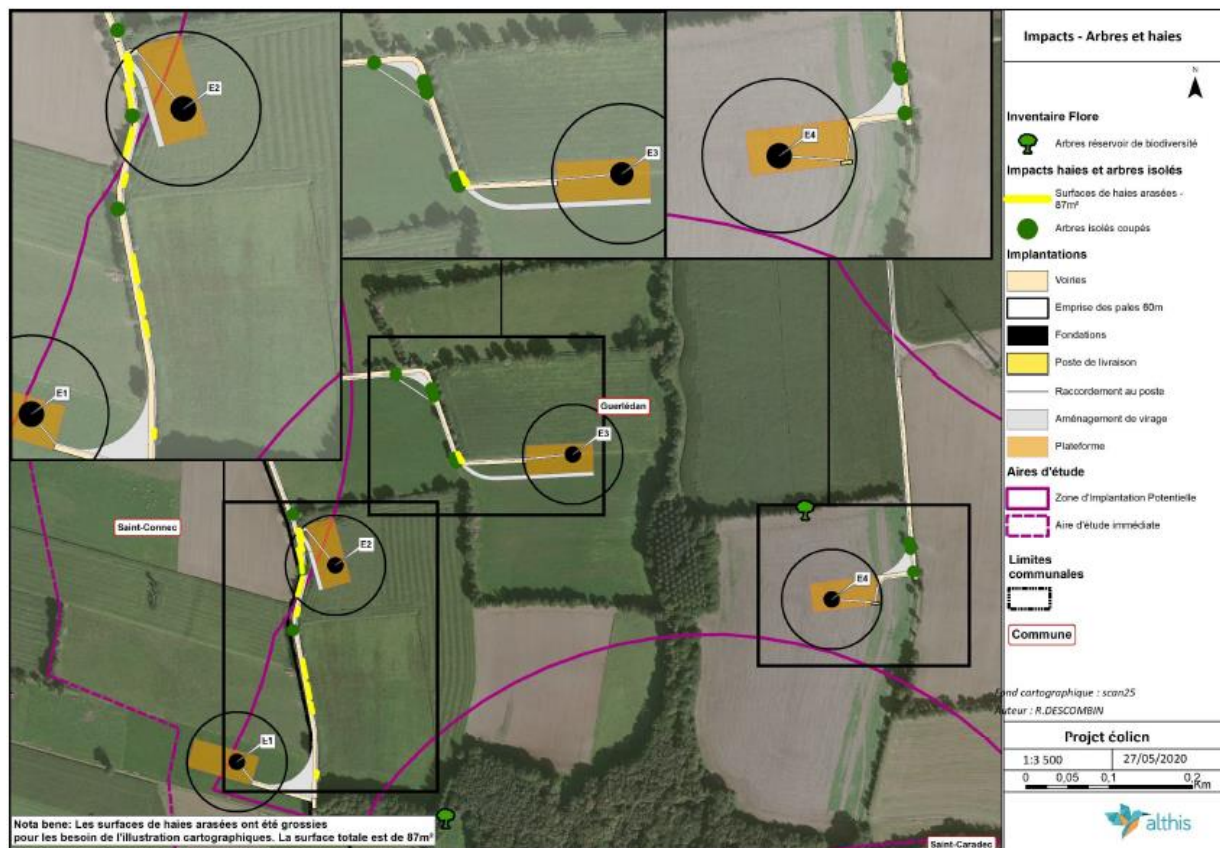 E2
E1
E3
E4
Guerlédan
E3
Saint-Connec
E2
E4
E1
Nota bene: Les surfaces de haies arasées ont été grossies
pour les besoin de l'illustration cartographiques. La surface totale est de 87m²
Saint-Caradec
Impacts - Arbres et haies
N
Inventaire Flore
Arbres réservoir de biodiversité
Impacts haies et arbres isolés
Surfaces de haies arasées -
87m²
Arbres isolés coupés
Implantations
Voiries
Emprise des pales 60m
Fondations
Poste de livraison
Raccordement au poste
Aménagement de virage
Plateforme
Aires d'étude
Zone d'Implantation Potentielle
Aire d'étude immédiate
Limites
communales
Commune
Fond cartographique : scan25
Auteur : R.DESCOMBIN
Projet éolien
1:3 500 27/05/2020
0 0,05 0,1 0,2
Km
althis